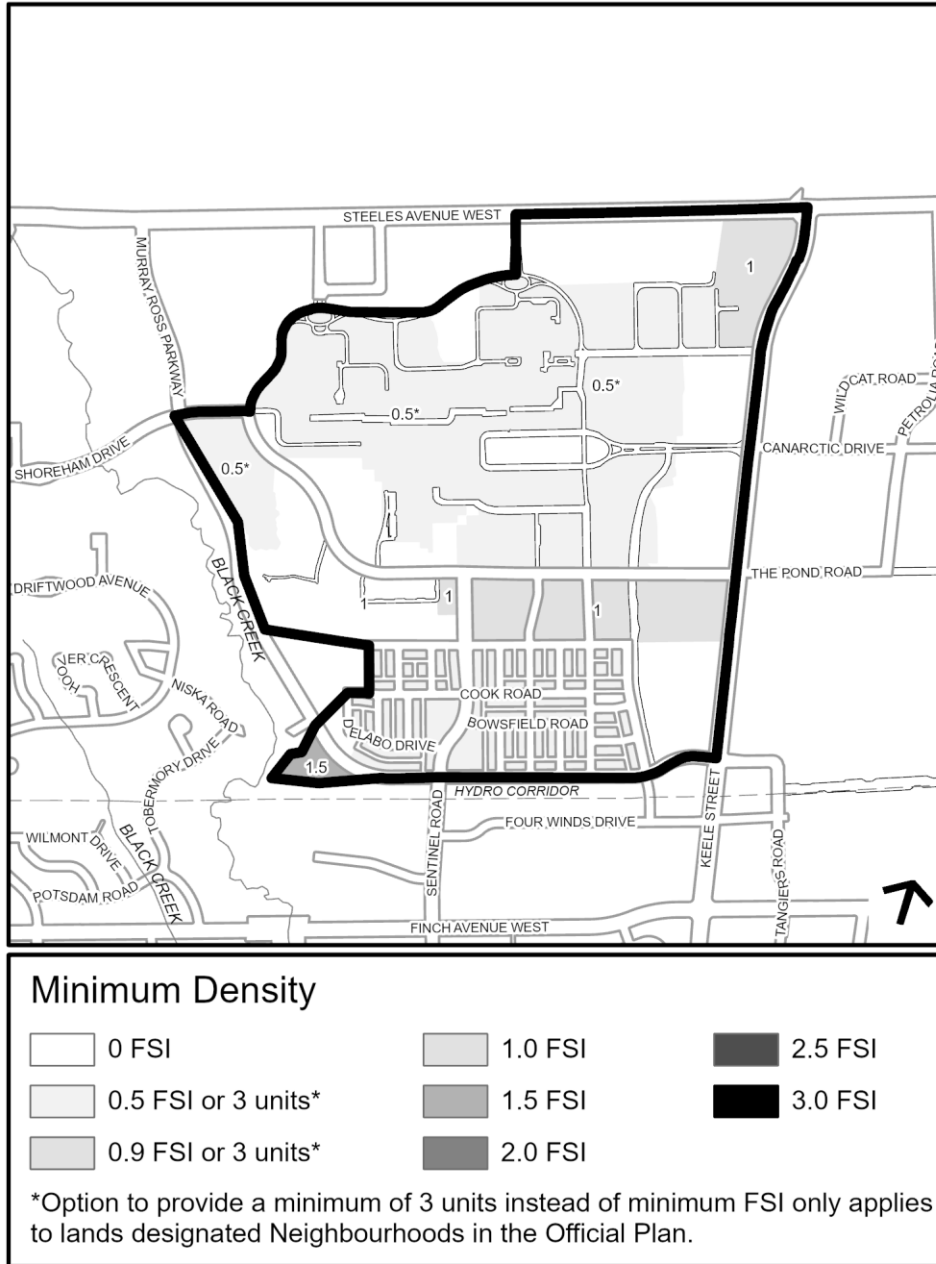 STEELES AVENUE WEST
MURRAY ROSS PARKWAY
1
WILDCAT ROAD
PETROLIA ROAD
0.5*
0.5*
SHOREHAM DRIVE
0.5*
CANARCTIC DRIVE
BLACK CREEK
DRIFTWOOD AVENUE
THE POND ROAD
1
1
1
CRESCENT
NISKA ROAD
COOK ROAD
BOWSFIELD ROAD
DELABO DRIVE
TOBERMORY DRIVE
1.5
HYDRO CORRIDOR
SENTINEL ROAD
FOUR WINDS DRIVE
KEELE STREET
TANGIERS ROAD
WILMONT DRIVE
BLACK CREEK
POTSDAM ROAD
FINCH AVENUE WEST
Minimum Density
0 FSI
0.5 FSI or 3 units*
0.9 FSI or 3 units*
1.0 FSI
1.5 FSI
2.0 FSI
2.5 FSI
3.0 FSI
*Option to provide a minimum of 3 units instead of minimum FSI only applies
to lands designated Neighbourhoods in the Official Plan.